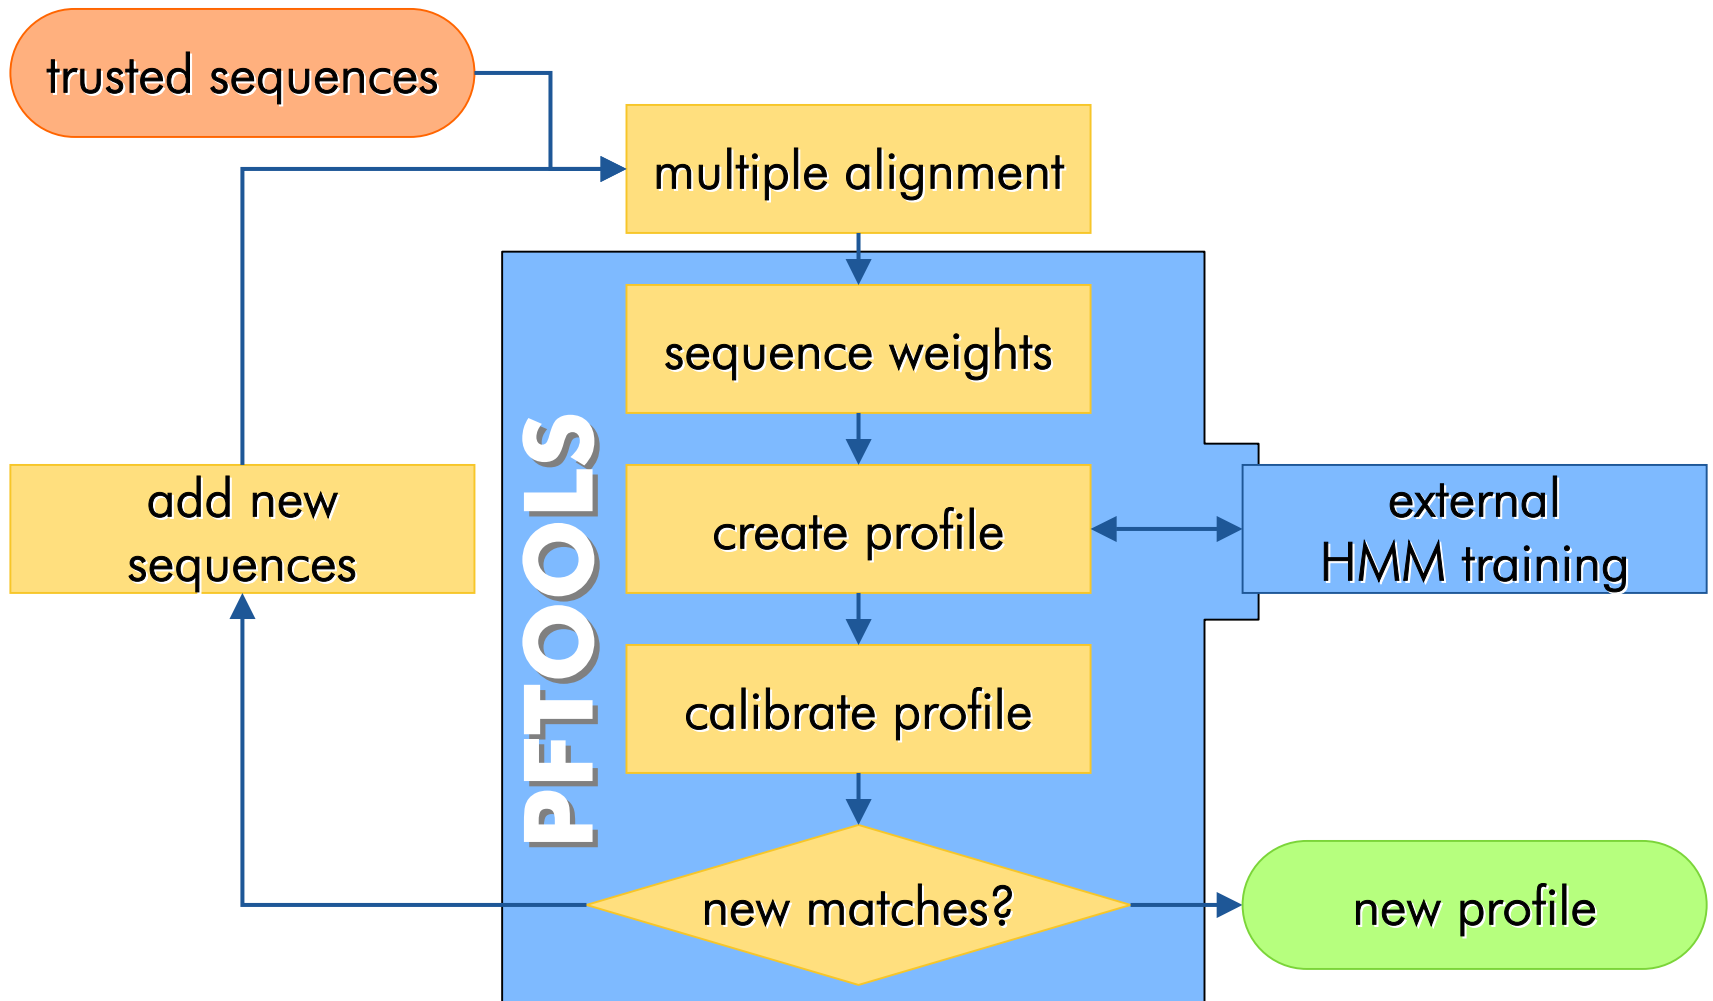 trusted sequences
multiple alignment
sequence weights
PFTOOLS
add new
sequences
create profile
external
HMM training
calibrate profile
new matches?
new profile